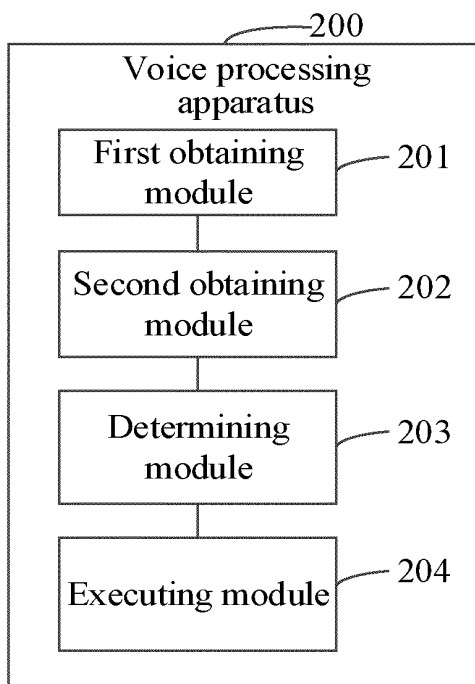 200
Voice processing
apparatus
First obtaining
module
201
Second obtaining
module
202
Determining
module
203
Executing module
204